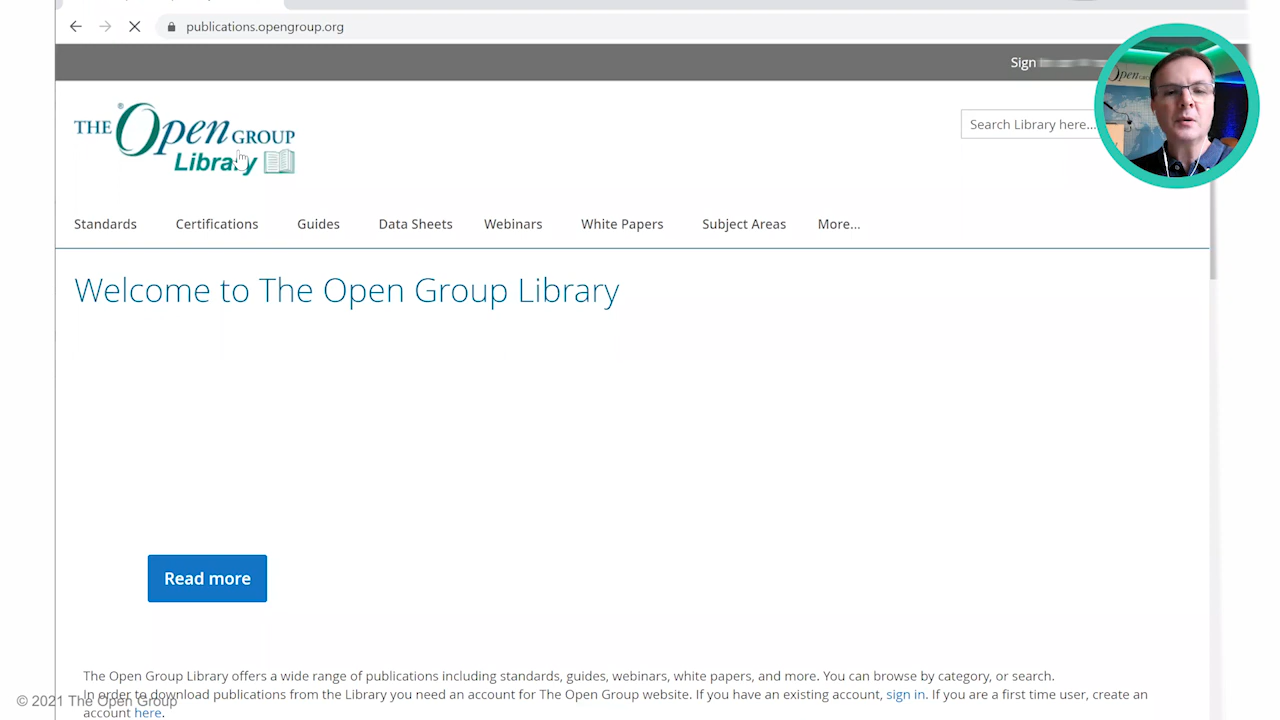 publications.opengroup.org
Sign
THE Open GROUP
Library
Search Library here...
Open
Standards
Certifications
Guides
Data Sheets
Webinars
White Papers
Subject Areas
More...
Welcome to The Open Group Library
Read more
The Open Group Library offers a wide range of publications including standards, guides, webinars, white papers, and more. You can browse by category, or search.
In order to download publications from the Library you need an account for The Open Group website. If you have an existing account, sign in. If you are a first time user, create an
© 2021 The Open Group
account here.